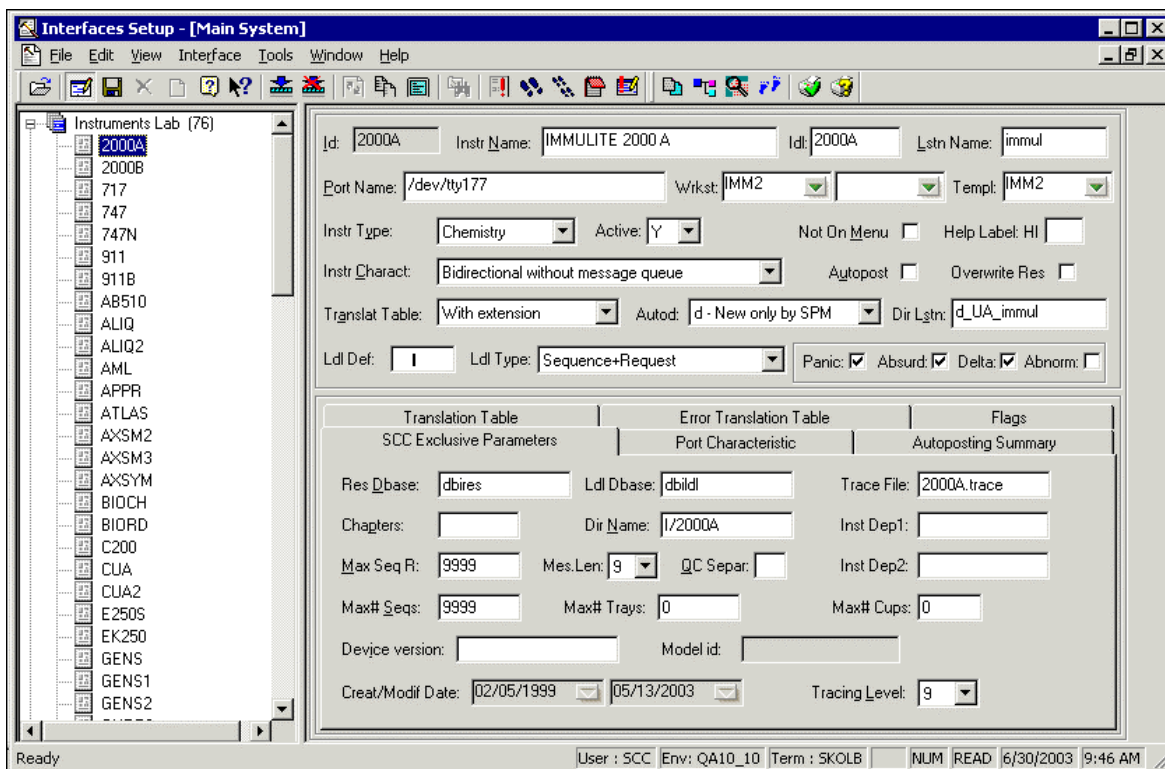 Interfaces Setup - [Main System]
File Edit View Interface Tools Window Help
Instruments Lab (76)
2000A
2000B
717
747
747N
911
911B
AB510
ALIQ
ALIQ2
AML
APPR
ATLAS
AXSM2
AXSM3
AXSYM
BIOCH
BIORD
C200
CUA
CUA2
E250S
EK250
GENS
GENS1
GENS2
Id: 2000A Instr Name: IMMULITE 2000 A Idl: 2000A Lstn Name: immul
Port Name: /dev/tty177 Wrkst: IMM2 Templ: IMM2
Instr Type: Chemistry Active: Y Not On Menu Help Label: HI
Instr Charact: Bidirectional without message queue Autopost Overwrite Res
Translat Table: With extension Autod: d - New only by SPM Dir Lstn: d_UA_immul
Ldl Def: I Ldl Type: Sequence+Request Panic: Absurd: Delta: Abnorm:
Translation Table Error Translation Table Flags
SCC Exclusive Parameters Port Characteristic Autoposting Summary
Res Dbase: dbires Ldl Dbase: dbildl Trace File: 2000A.trace
Chapters: Dir Name: I/2000A Inst Dep1:
Max Seq R: 9999 Mes.Len: 9 QC Separ: Inst Dep2:
Max# Seqs: 9999 Max# Trays: 0 Max# Cups: 0
Device version: Model id:
Creat/Modif Date: 02/05/1999 05/13/2003 Tracing Level: 9
Ready User : SCC Env: QA10_10 Term : SKOLB NUM READ 6/30/2003 9:46 AM